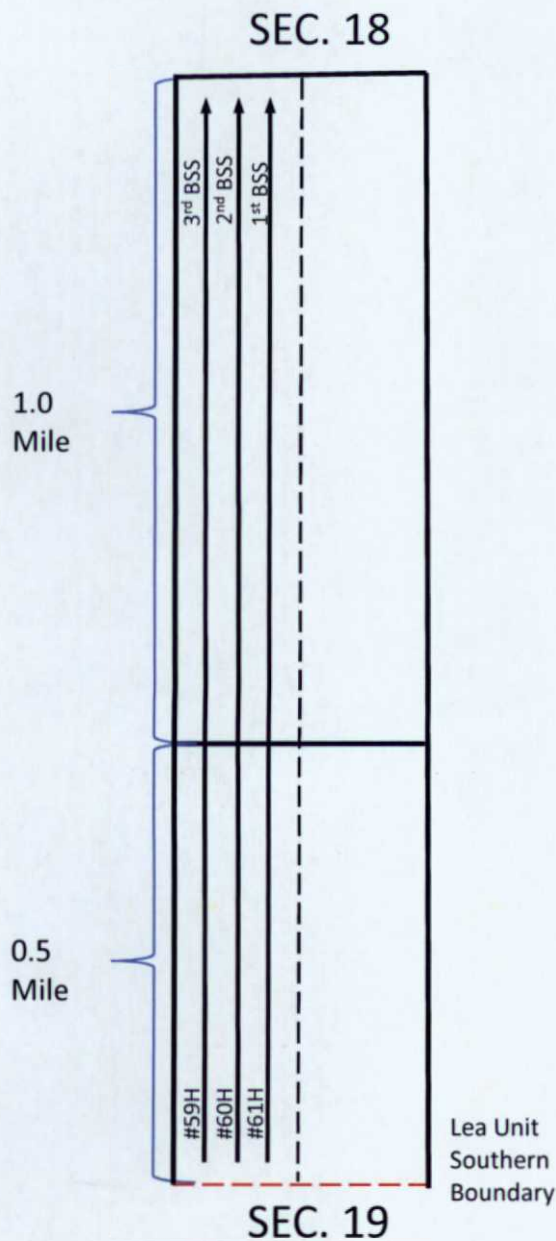 SEC. 18
3rd BSS
2nd BSS
1st BSS
1.0
Mile
0.5
Mile
#59H
#60H
#61H
Lea Unit
Southern
Boundary
SEC. 19